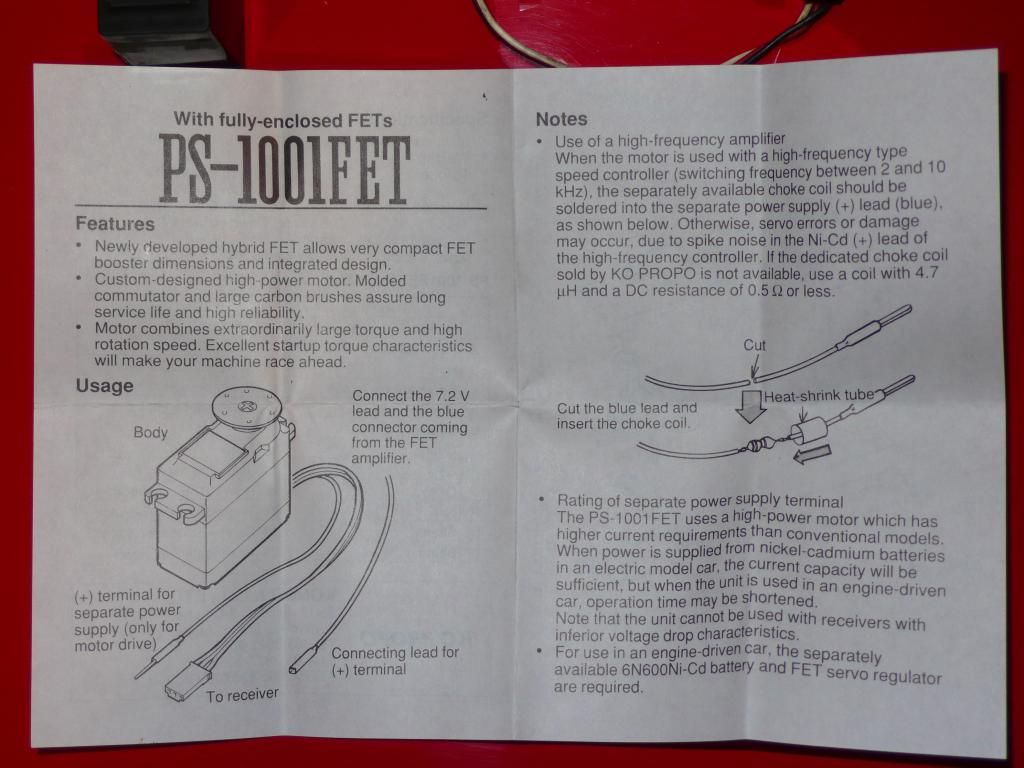 With fully-enclosed FETs
PS-1001FET
Features
• Newly developed hybrid FET allows very compact FET
booster dimensions and integrated design.
• Custom-designed high-power motor. Molded
commutator and large carbon brushes assure long
service life and high reliability.
• Motor combines extraordinarily large torque and high
rotation speed. Excellent startup torque characteristics
will make your machine race ahead.
Usage
Body
Connect the 7.2 V
lead and the blue
connector coming
from the FET
amplifier.
(+) terminal for
separate power
supply (only for
motor drive)
To receiver
Connecting lead for
(+) terminal
Notes
• Use of a high-frequency amplifier
When the motor is used with a high-frequency type
speed controller (switching frequency between 2 and 10
kHz), the separately available choke coil should be
soldered into the separate power supply (+) lead (blue),
as shown below. Otherwise, servo errors or damage
may occur, due to spike noise in the Ni-Cd (+) lead of
the high-frequency controller. If the dedicated choke coil
sold by KO PROPO is not available, use a coil with 4.7
μH and a DC resistance of 0.5 Ω or less.
Cut
Heat-shrink tube
Cut the blue lead and
insert the choke coil.
• Rating of separate power supply terminal
The PS-1001FET uses a high-power motor which has
higher current requirements than conventional models.
When power is supplied from nickel-cadmium batteries
in an electric model car, the current capacity will be
sufficient, but when the unit is used in an engine-driven
car, operation time may be shortened.
Note that the unit cannot be used with receivers with
inferior voltage drop characteristics.
• For use in an engine-driven car, the separately
available 6N600Ni-Cd battery and FET servo regulator
are required.